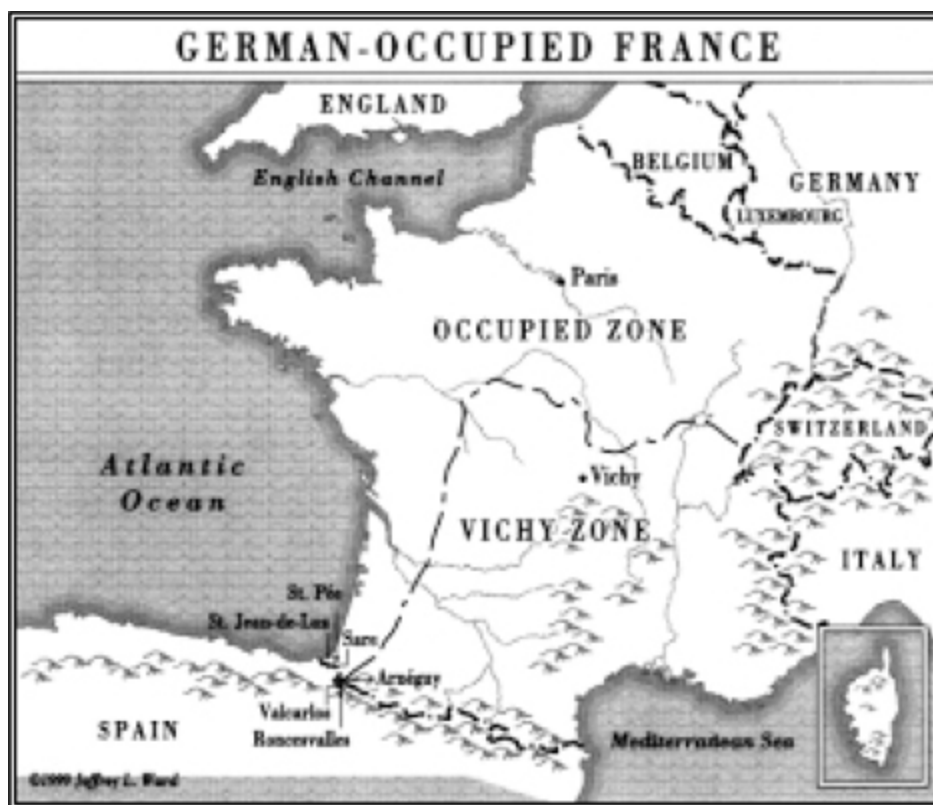 GERMAN-OCCUPIED FRANCE
ENGLAND
English Channel
BELGIUM
GERMANY
LUXEMBOURG
Paris
OCCUPIED ZONE
SWITZERLAND
Atlantic
Ocean
Vichy
VICHY ZONE
ITALY
St. Pée
St. Jean-de-Luz
Sare
Arnéguy
SPAIN
Valcarlos
Roncesvalles
Mediterranean Sea
©1999 Jeffrey L. Ward